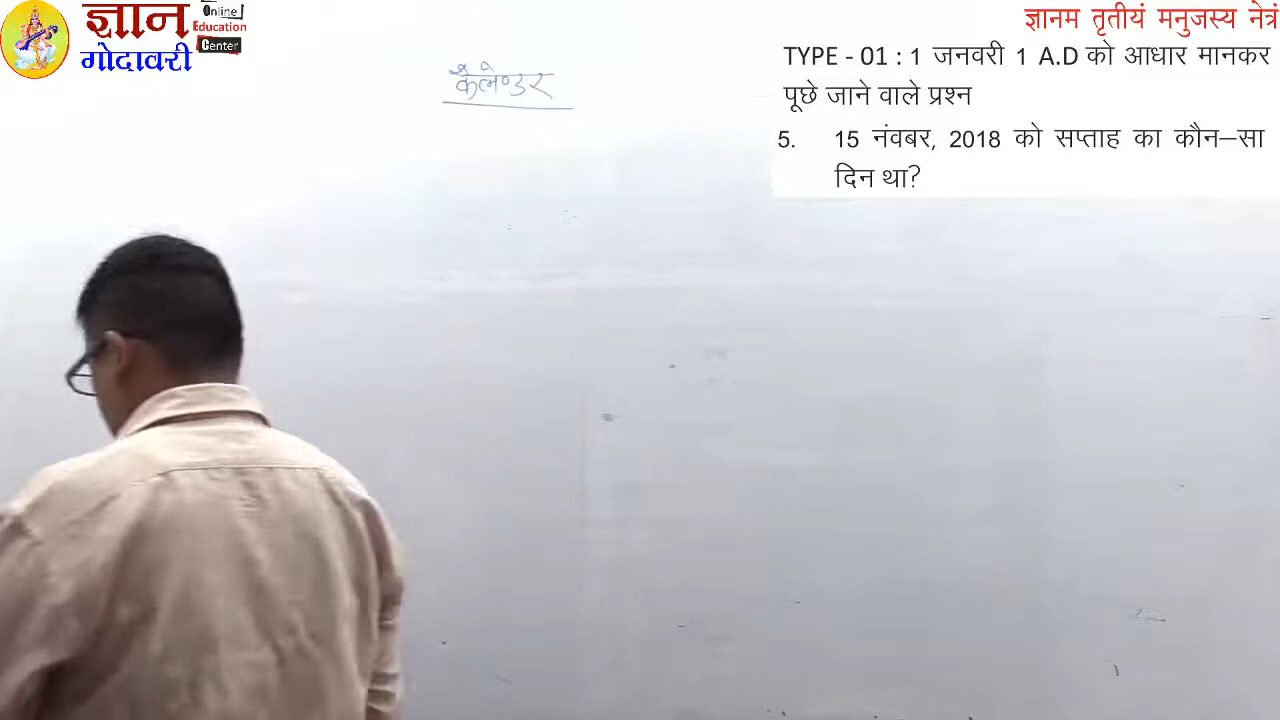 ज्ञान
गोदावरी
Online
Education
Center
कैलेण्डर
ज्ञानम तृतीयं मनुजस्य नेत्रं
TYPE - 01 : 1 जनवरी 1 A.D को आधार मानकर
पूछे जाने वाले प्रश्न
5. 15 नंवबर, 2018 को सप्ताह का कौन–सा
दिन था?